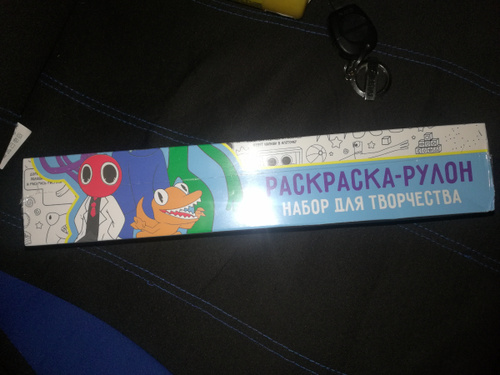 РАСКРАСКА-РУЛОН
НАБОР ДЛЯ ТВОРЧЕСТВА